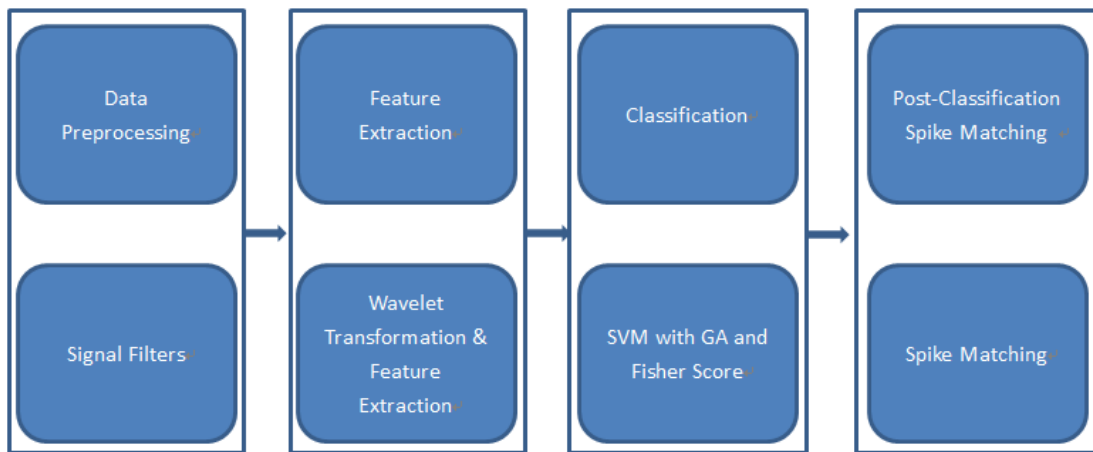 Data
Preprocessing
Signal Filters
Feature
Extraction
Wavelet
Transformation &
Feature
Extraction
Classification
SVM with GA and
Fisher Score
Post-Classification
Spike Matching
Spike Matching